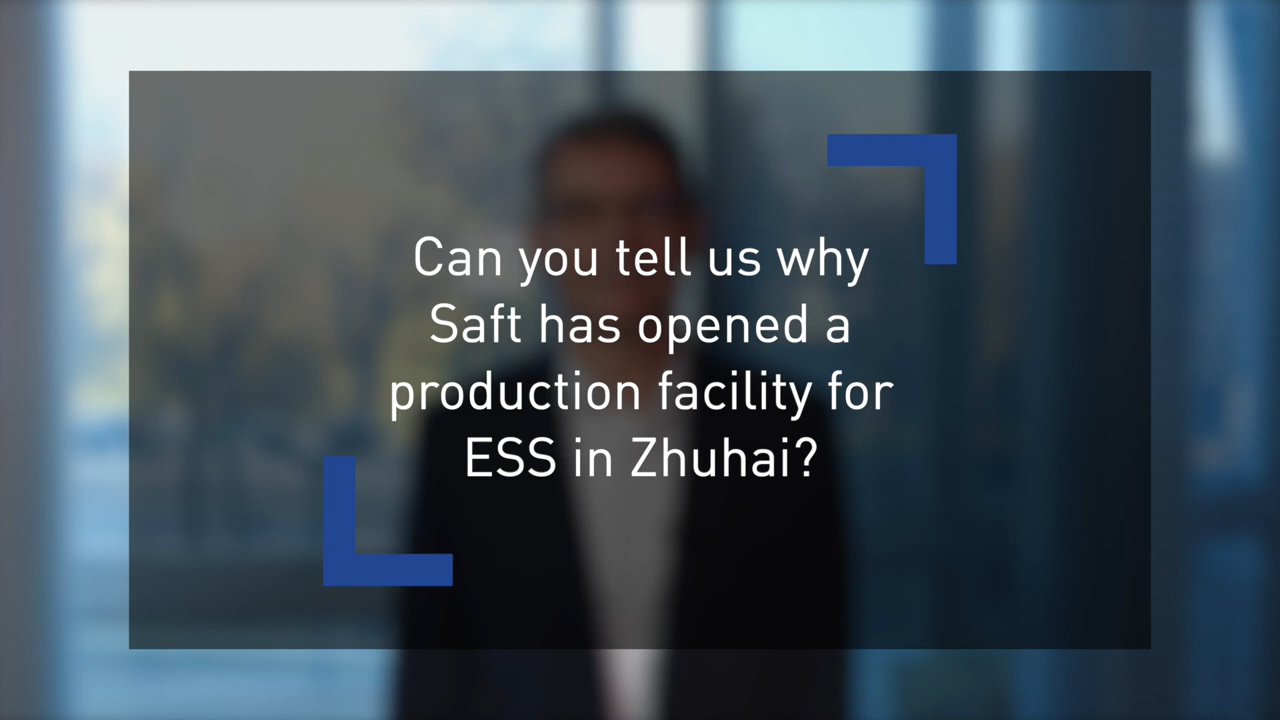 Can you tell us why
Saft has opened a
production facility for
ESS in Zhuhai?